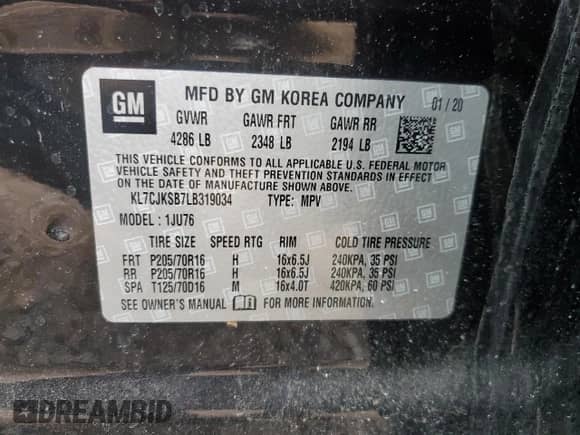 GM
MFD BY GM KOREA COMPANY 01/20
GVWR GAWR FRT GAWR RR
4286 LB 2348 LB 2194 LB
THIS VEHICLE CONFORMS TO ALL APPLICABLE U.S. FEDERAL MOTOR
VEHICLE SAFETY AND THEFT PREVENTION STANDARDS IN EFFECT
ON THE DATE OF MANUFACTURE SHOWN ABOVE.
KL7CJKSB7LB319034 TYPE: MPV
MODEL: 1JU76
TIRE SIZE SPEED RTG RIM COLD TIRE PRESSURE
FRT P205/70R16 H 16x6.5J 240KPA, 35 PSI
RR P205/70R16 H 16x6.5J 240KPA, 35 PSI
SPA T125/70D16 M 16x4.0T 420KPA, 60 PSI
SEE OWNER'S MANUAL FOR MORE INFORMATION
DREAMBID